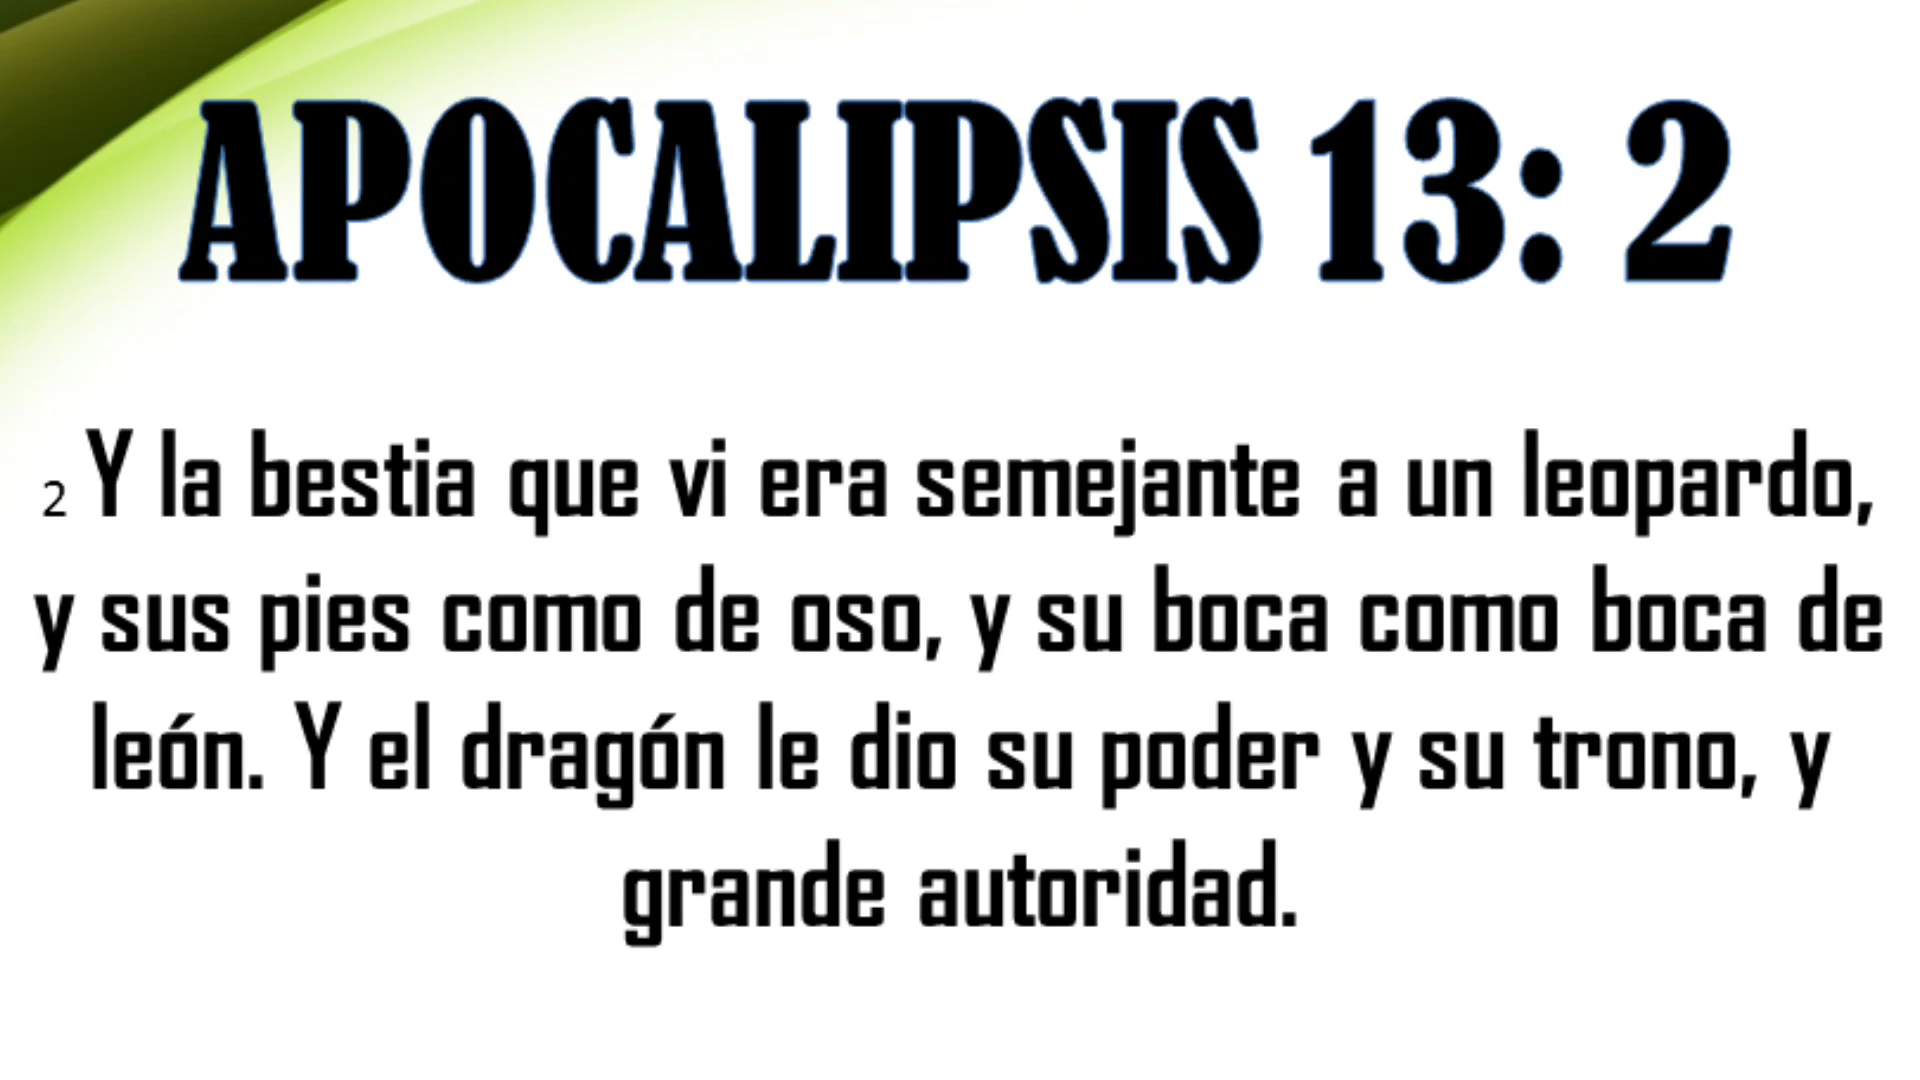 APOCALIPSIS 13: 2
2 Y la bestia que vi era semejante a un leopardo,
y sus pies como de oso, y su boca como boca de
león. Y el dragón le dio su poder y su trono, y
grande autoridad.